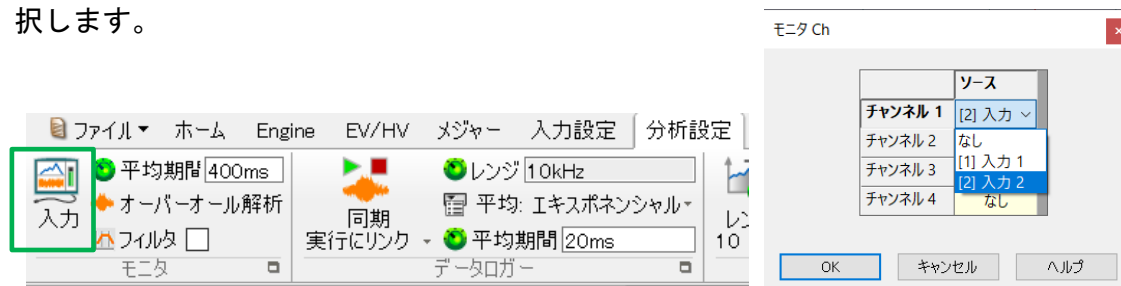 択します。
モニタ Ch
ソース
チャンネル 1 [2] 入力
チャンネル 2 なし
[1] 入力 1
チャンネル 3
[2] 入力 2
チャンネル 4 なし
OK キャンセル ヘルプ
ファイル ホーム Engine EV/HV メジャー 入力設定 分析設定
入力
平均期間 400ms
オーバーオール解析
フィルタ
モニタ
同期
実行にリンク
レンジ 10kHz
平均: エキスポネンシャル
平均期間 20ms
データロガー
10